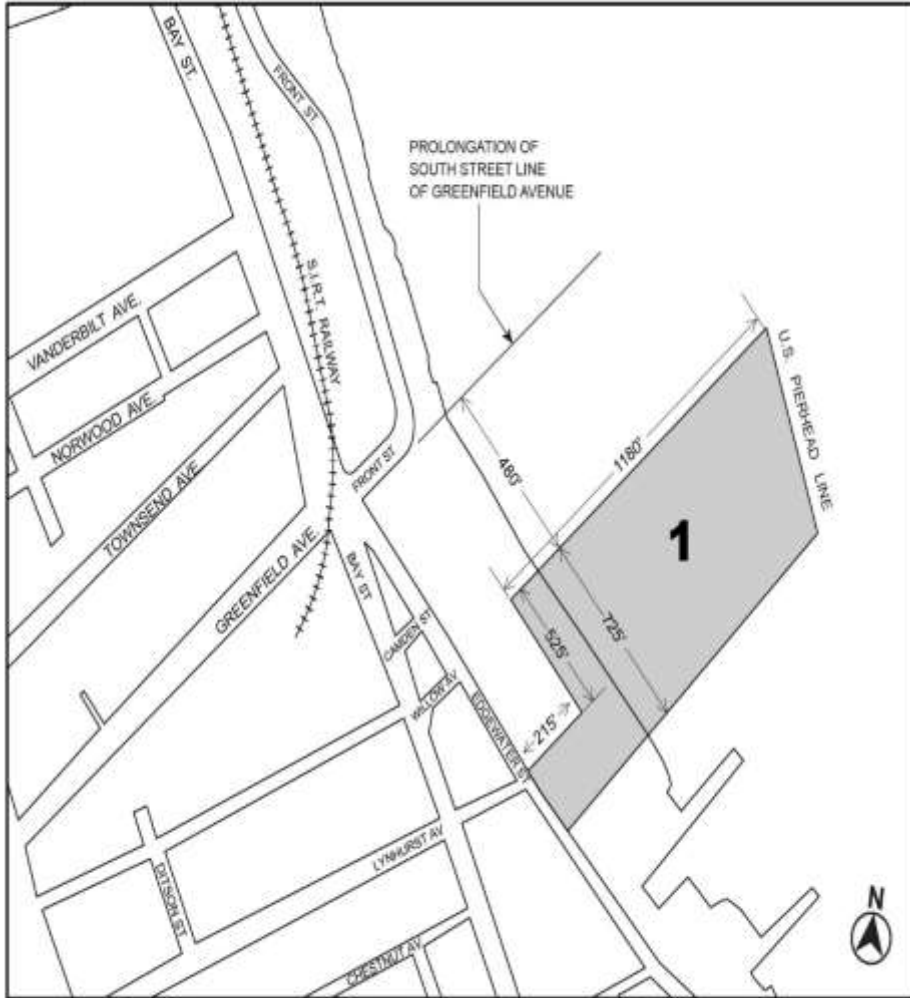 BAY ST.
FRONT ST.
PROLONGATION OF
SOUTH STREET LINE
OF GREENFIELD AVENUE
S.I.R.T. RAILWAY
VANDERBILT AVE.
U.S. PIERHEAD LINE
NORWOOD AVE.
FRONT ST
480'
1180'
TOWNSEND AVE
1
GREENFIELD AVE.
BAY ST
525'
725'
CAMDEN ST
WILLOW AV
EDGEWATER ST
215'
LYNHURST AV
DITSON ST
CHESTNUT AV
N